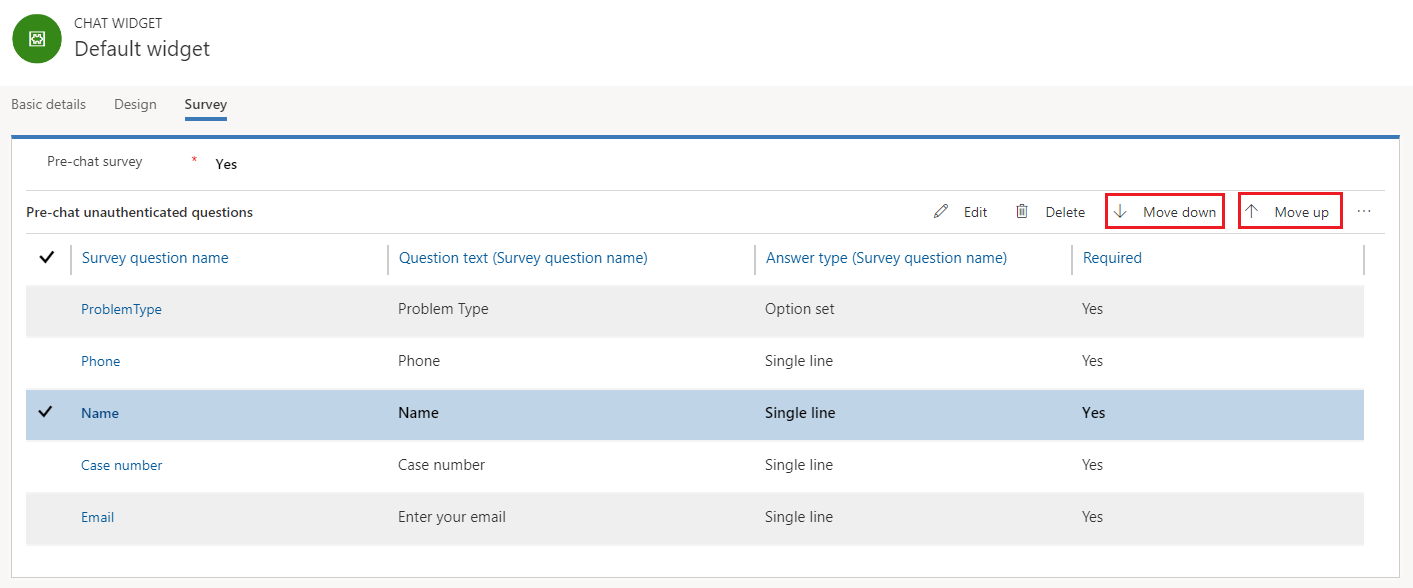 CHAT WIDGET
Default widget
Basic details Design Survey
Pre-chat survey * Yes
Pre-chat unauthenticated questions Edit Delete Move down Move up ...
Survey question name Question text (Survey question name) Answer type (Survey question name) Required
ProblemType Problem Type Option set Yes
Phone Phone Single line Yes
Name Name Single line Yes
Case number Case number Single line Yes
Email Enter your email Single line Yes